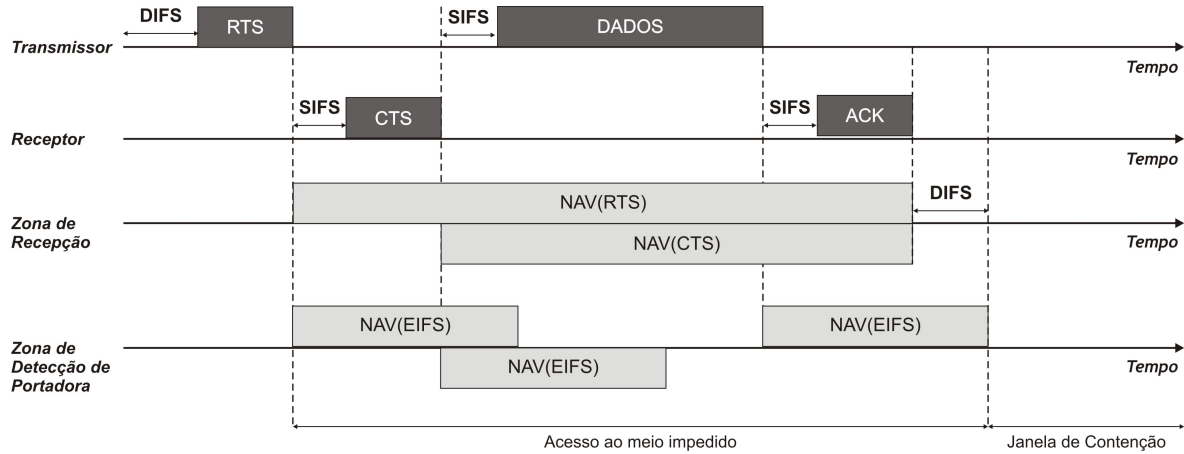 DIFS
RTS
SIFS
DADOS
Transmissor
Tempo
SIFS
CTS
SIFS
ACK
Receptor
Tempo
NAV(RTS)
DIFS
Zona de
Recepção
NAV(CTS)
Tempo
NAV(EIFS)
NAV(EIFS)
Zona de
Detecção de
Portadora
NAV(EIFS)
Tempo
Acesso ao meio impedido
Janela de Contenção